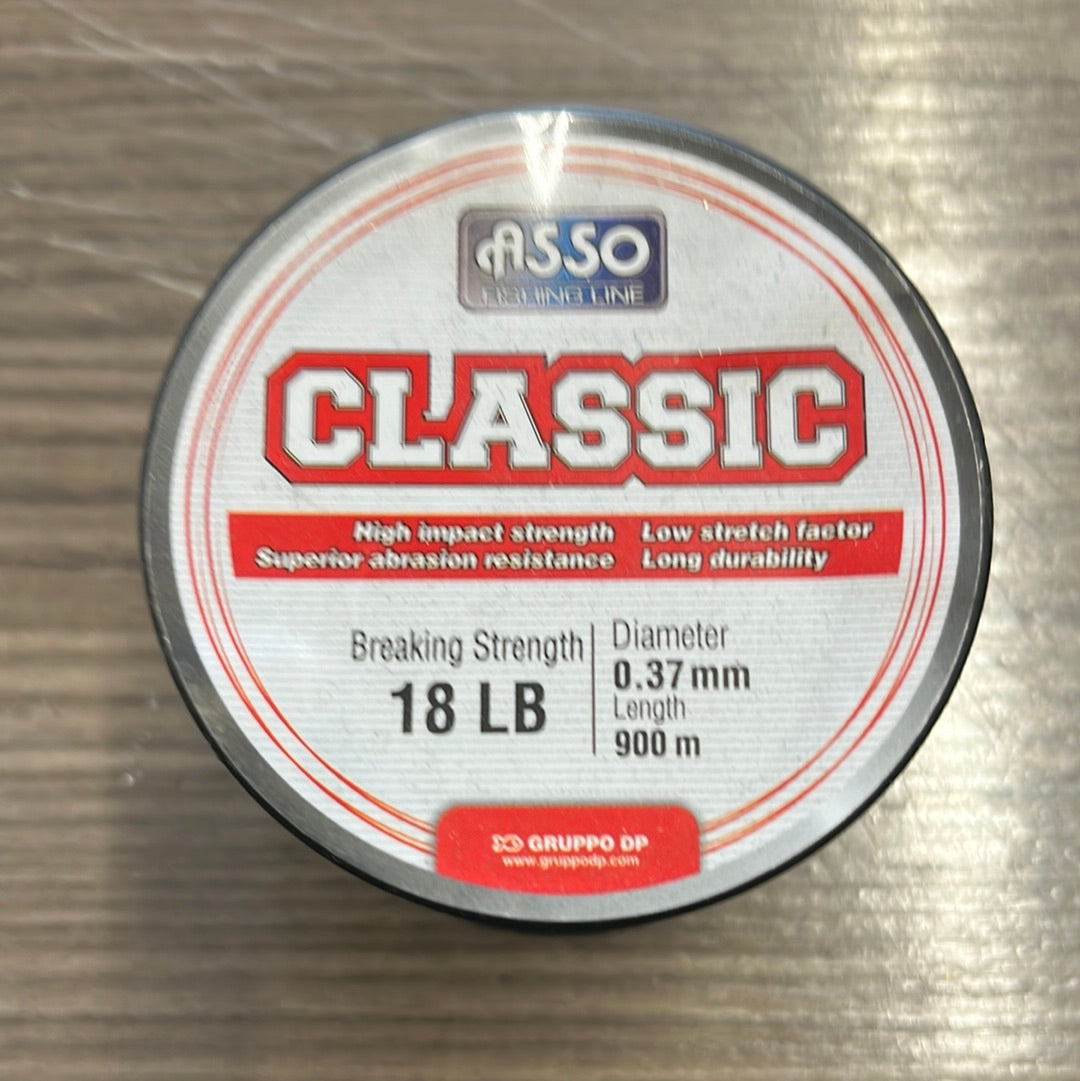 ASSO
FISHING LINE
CLASSIC
High impact strength Low stretch factor
Superior abrasion resistance Long durability
Breaking Strength
18 LB
Diameter
0.37 mm
Length
900 m
GRUPPO DP
www.gruppodp.com